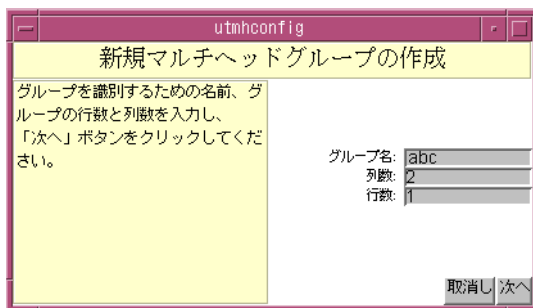 utmhconfig
新規マルチヘッドグループの作成
グループを識別するための名前、グ
ループの行数と列数を入力し、
「次へ」ボタンをクリックしてくだ
さい。
グループ名: abc
列数: 2
行数: 1
取消し 次へ